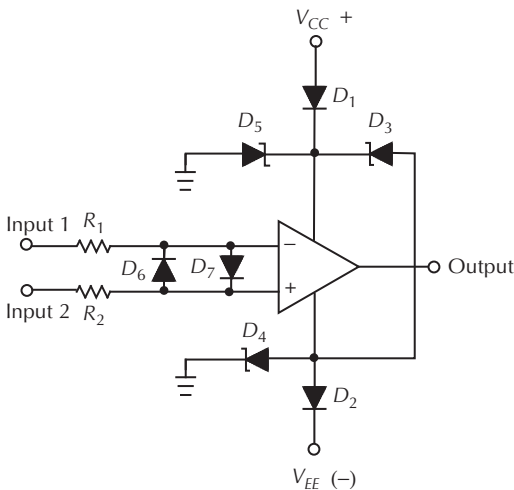 V_CC +
D_1
D_5
D_3
Input 1
R_1
D_6
D_7
−
+
Output
Input 2
R_2
D_4
D_2
V_EE (−)